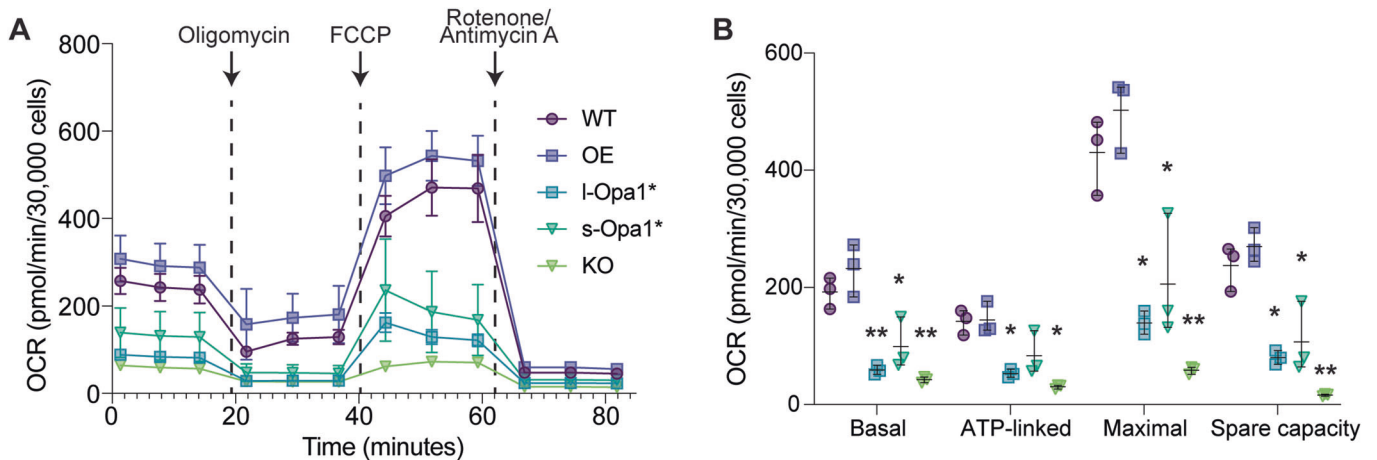 A
Oligomycin
FCCP
Rotenone/
Antimycin A
OCR (pmol/min/30,000 cells)
800
600
400
200
0
0
20
40
60
80
Time (minutes)
WT
OE
l-Opa1*
s-Opa1*
KO
B
OCR (pmol/min/30,000 cells)
600
400
200
0
** * **
* *
* * **
* * **
Basal
ATP-linked
Maximal
Spare capacity